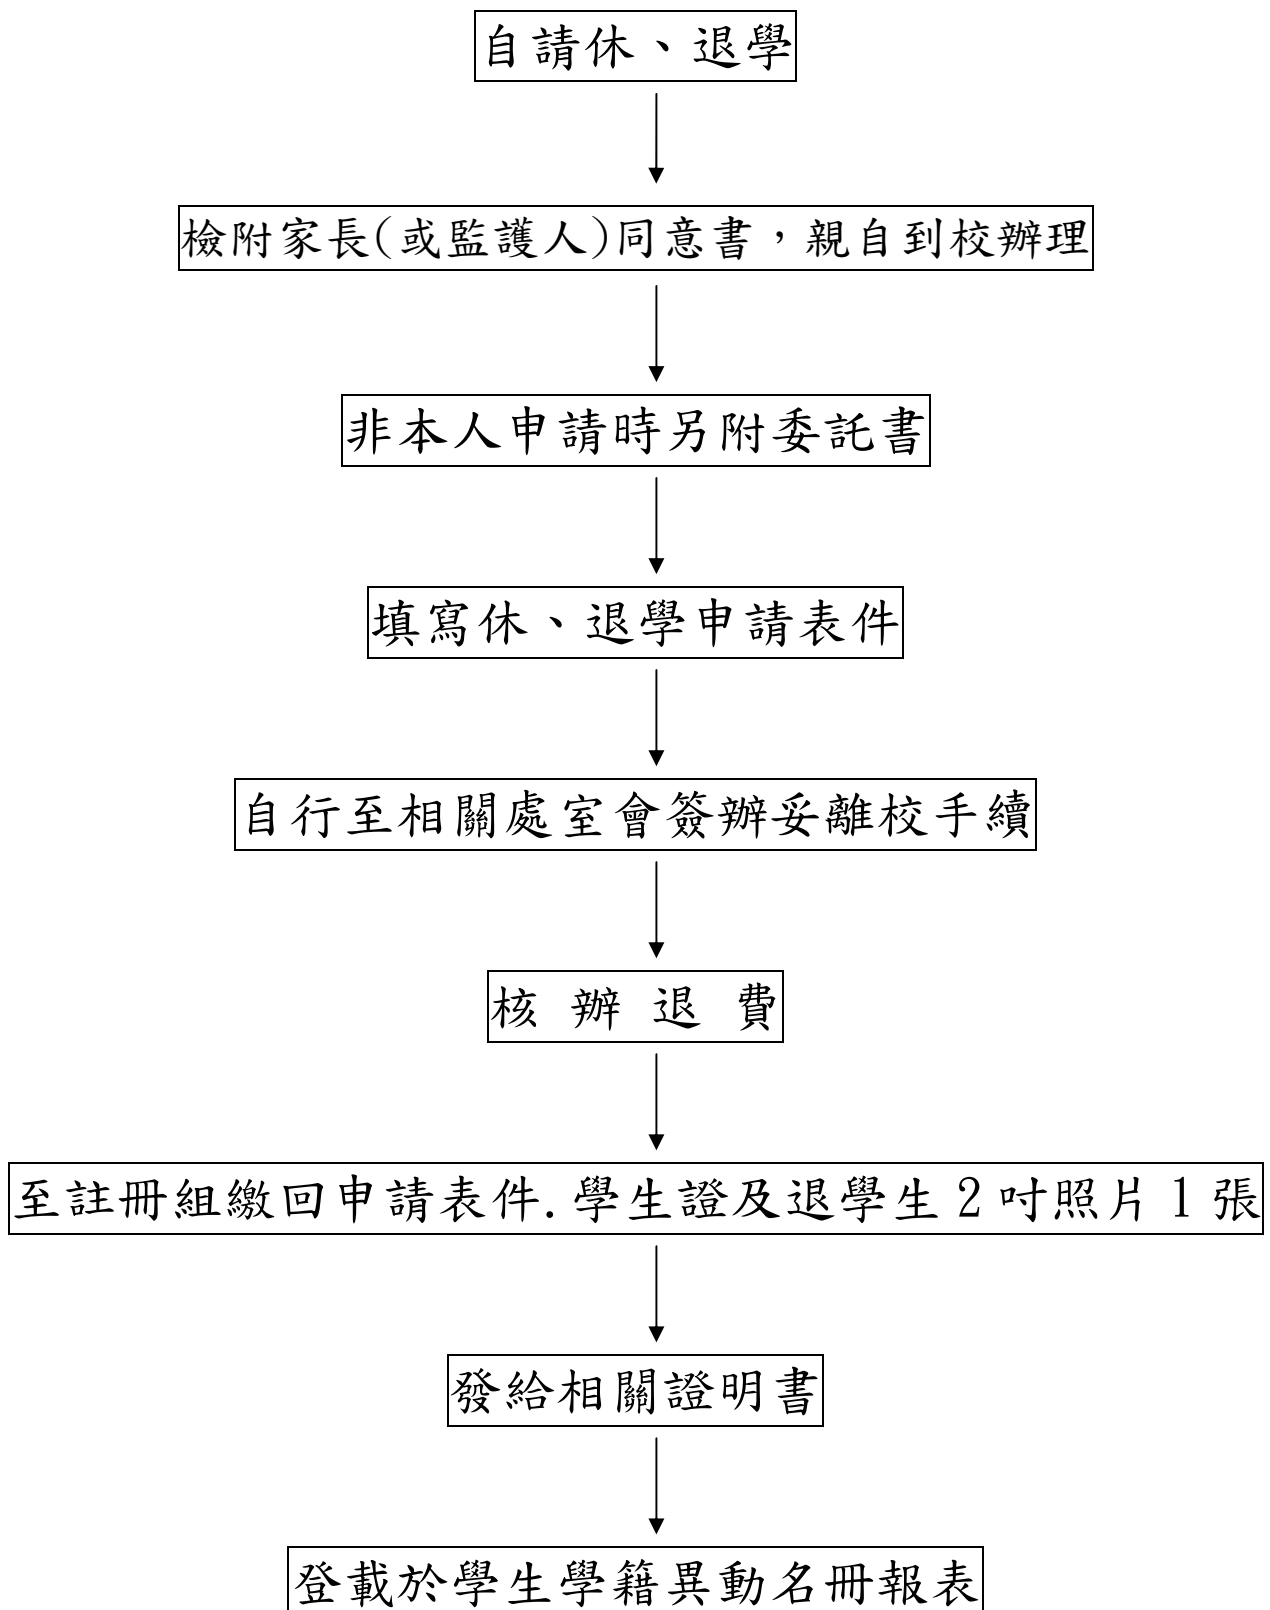 自請休、退學
檢附家長(或監護人)同意書，親自到校辦理
非本人申請時另附委託書
填寫休、退學申請表件
自行至相關處室會簽辦妥離校手續
核 辦 退 費
至註冊組繳回申請表件.學生證及退學生2吋照片1張
發給相關證明書
登載於學生學籍異動名冊報表